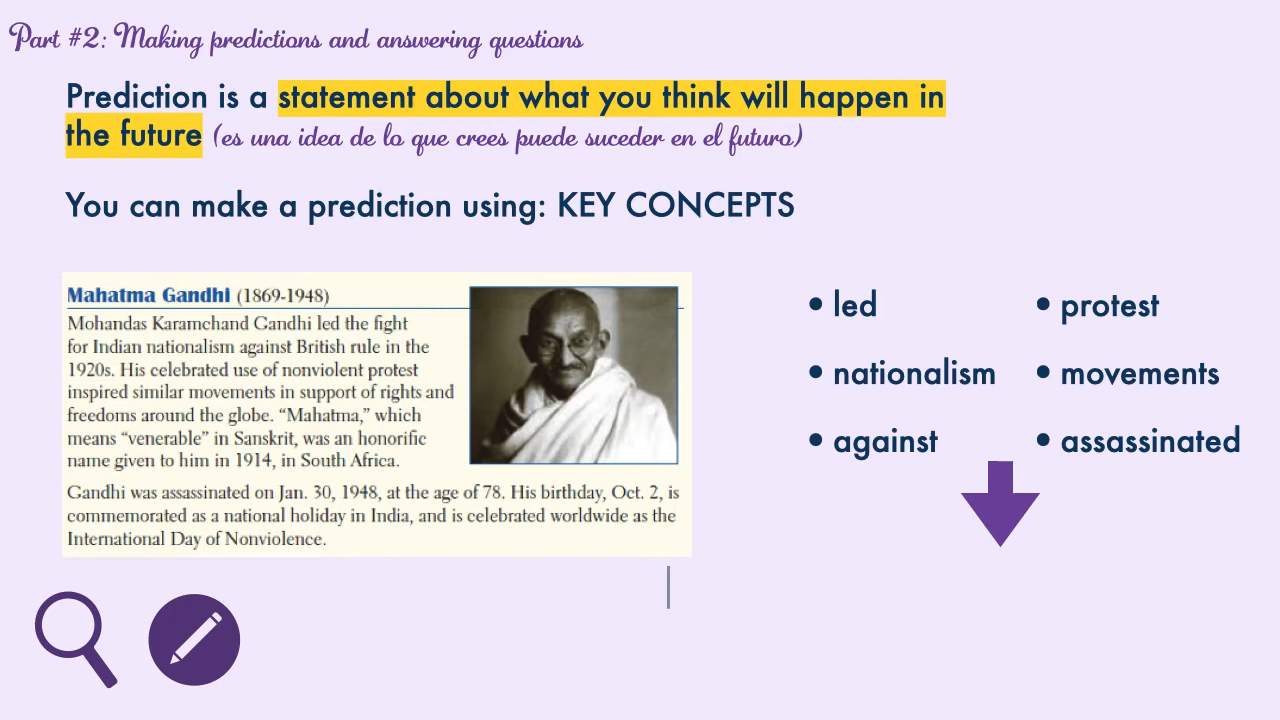 Part #2: Making predictions and answering questions
Prediction is a statement about what you think will happen in
the future (es una idea de lo que crees puede suceder en el futuro)
You can make a prediction using: KEY CONCEPTS
Mahatma Gandhi (1869-1948)
Mohandas Karamchand Gandhi led the fight
for Indian nationalism against British rule in the
1920s. His celebrated use of nonviolent protest
inspired similar movements in support of rights and
freedoms around the globe. “Mahatma,” which
means “venerable” in Sanskrit, was an honorific
name given to him in 1914, in South Africa.
Gandhi was assassinated on Jan. 30, 1948, at the age of 78. His birthday, Oct. 2, is
commemorated as a national holiday in India, and is celebrated worldwide as the
International Day of Nonviolence.
• led
• nationalism
• against
• protest
• movements
• assassinated